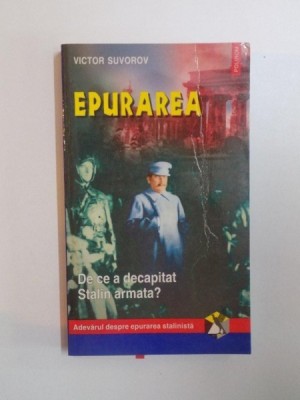 VICTOR SUVOROV
EPURAREA
De ce a decapitat
Stalin armata?
Adevărul despre epurarea stalinistă